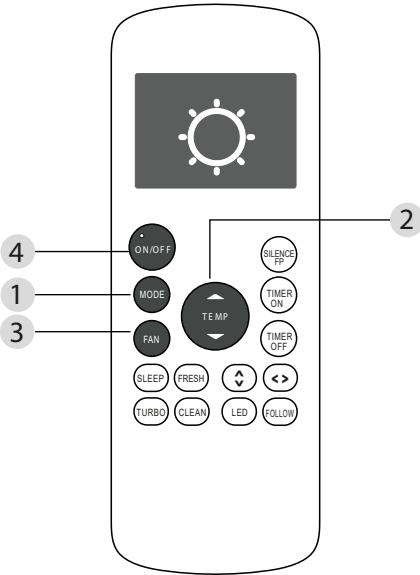 2
4
ON/OFF
SILENCE
FP
1
MODE
TEMP
TIMER
ON
3
FAN
TIMER
OFF
SLEEP
FRESH
TURBO
CLEAN
LED
FOLLOW